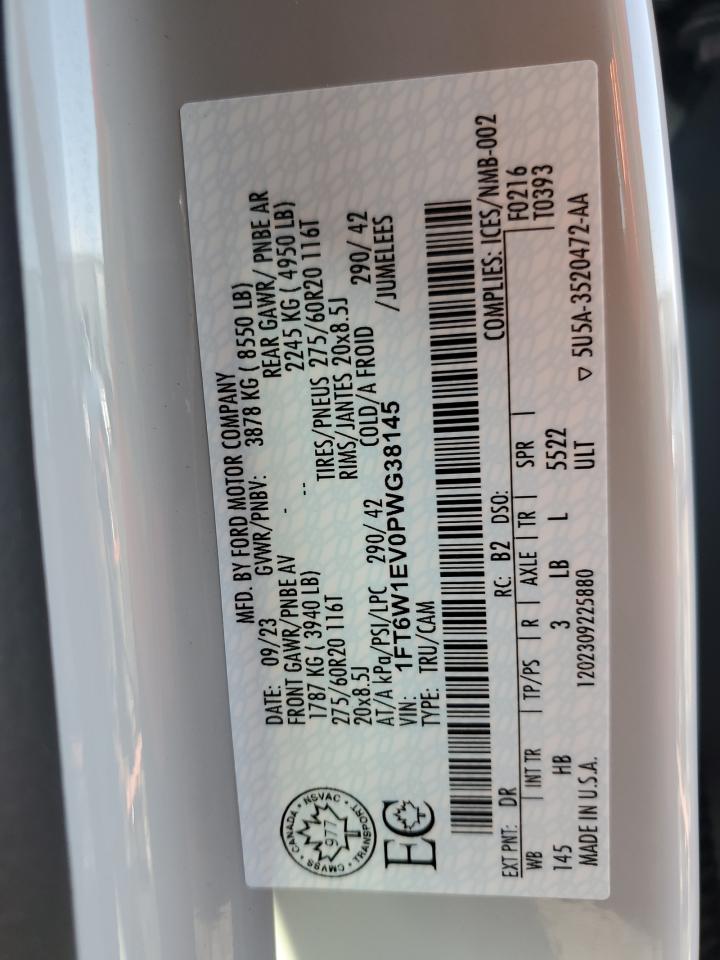 MFD. BY FORD MOTOR COMPANY
DATE: 09/23 GVWR/PNBV: 3878 KG ( 8550 LB)
FRONT GAWR/PNBE AV REAR GAWR/ PNBE AR
1787 KG ( 3940 LB) - 2245 KG ( 4950 LB)
275/60R20 116T -- TIRES/PNEUS 275/60R20 116T
20x8.5J RIMS/JANTES 20x8.5J
AT/A kPa/PSI/LPC 290/ 42 COLD/A FROID 290/ 42
VIN: 1FT6W1EV0PWG38145 /JUMELEES
TYPE: TRU/CAM
CANADA • NSVAC • TRANSPORT • CMVSS •
977
EC
COMPLIES: ICES/NMB-002
EXT PNT: DR RC: B2 DSO: F0216
WB INT TR TP/PS R AXLE TR SPR T0393
145 HB 3 LB L 5522
ULT
MADE IN U.S.A. 1202309225880 ▽ 5U5A-3520472-AA